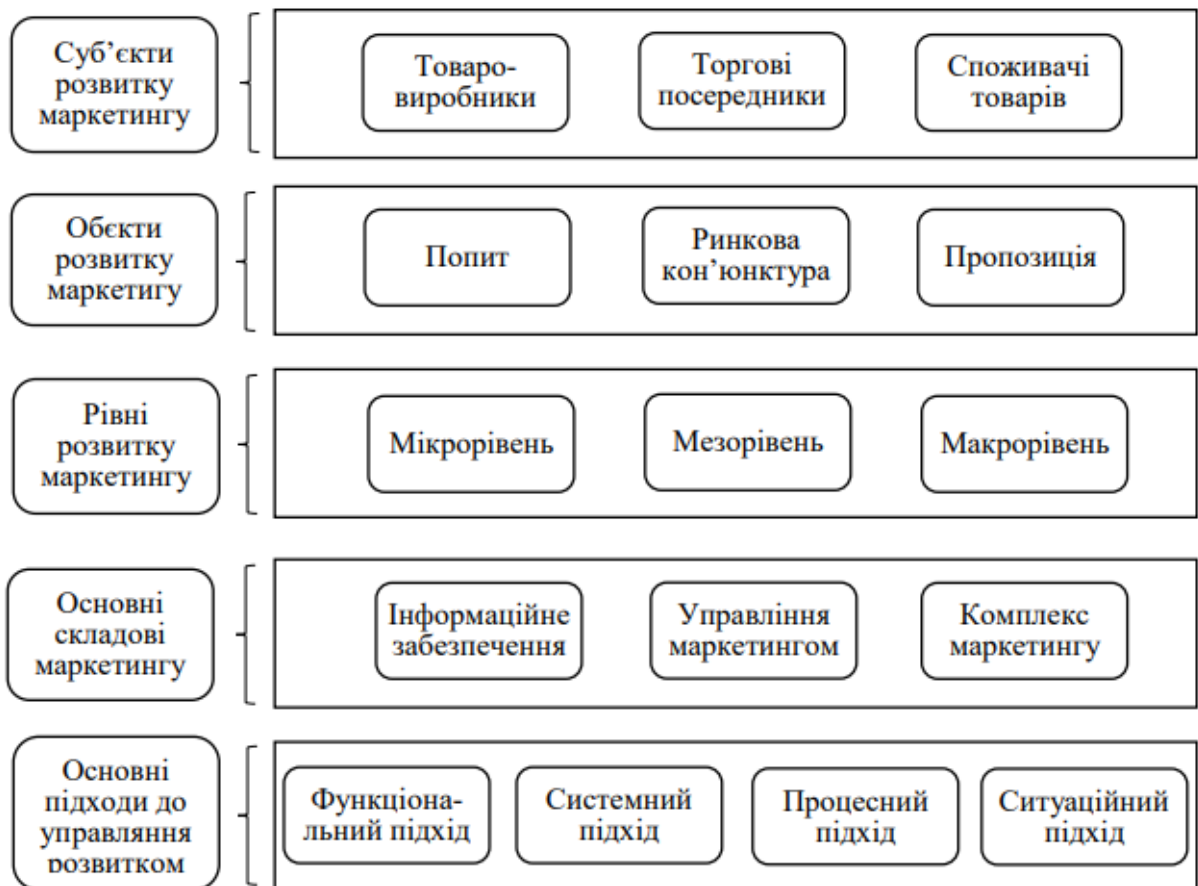 Суб’єкти
розвитку
маркетингу
Товаро-
виробники
Торгові
посередники
Споживачі
товарів
Обєкти
розвитку
маркетигу
Попит
Ринкова
кон’юнктура
Пропозиція
Рівні
розвитку
маркетингу
Мікрорівень
Мезорівень
Макрорівень
Основні
складові
маркетингу
Інформаційне
забезпечення
Управління
маркетингом
Комплекс
маркетингу
Основні
підходи до
управляння
розвитком
Функціона-
льний підхід
Системний
підхід
Процесний
підхід
Ситуаційний
підхід